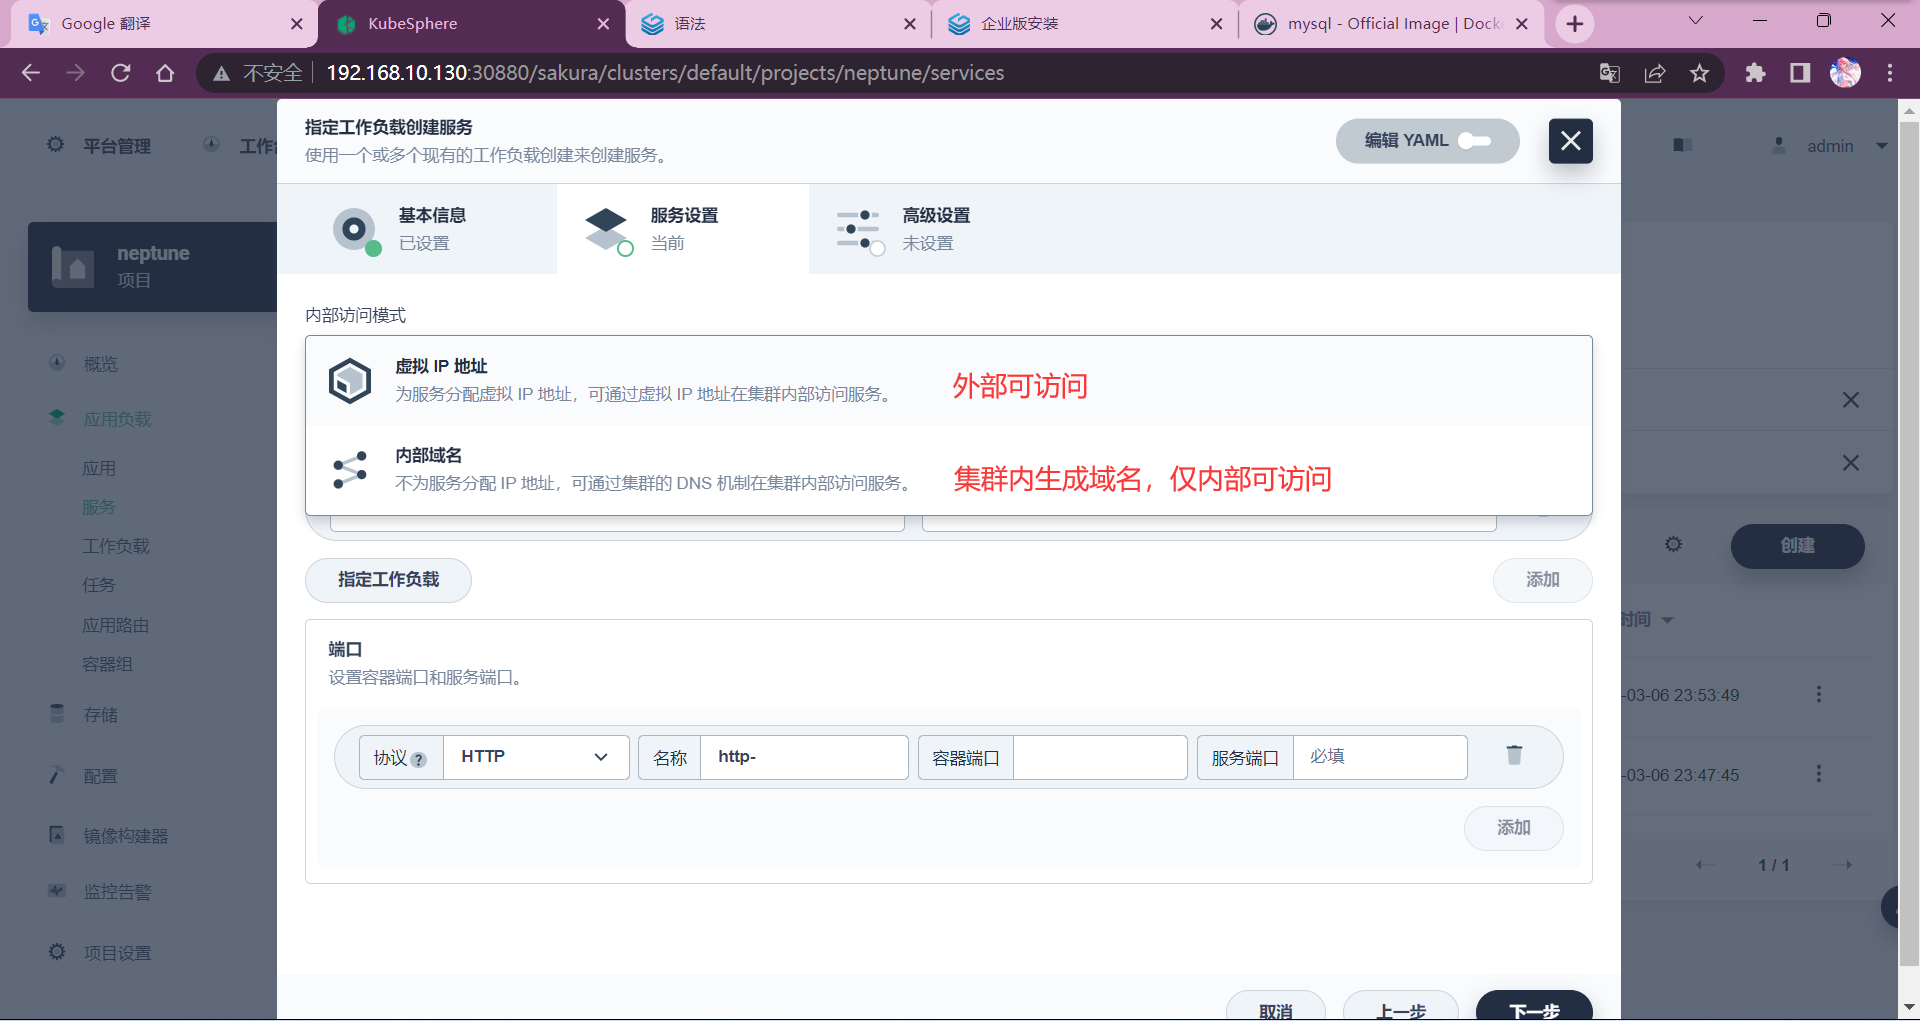 Google 翻译
KubeSphere
语法
企业版安装
mysql - Official Image | Dock
不安全
192.168.10.130:30880/sakura/clusters/default/projects/neptune/services
平台管理
工作
admin
neptune
项目
概览
应用负载
应用
服务
工作负载
任务
应用路由
容器组
存储
配置
镜像构建器
监控告警
项目设置
指定工作负载创建服务
使用一个或多个现有的工作负载创建来创建服务。
编辑 YAML
基本信息
已设置
服务设置
当前
高级设置
未设置
内部访问模式
虚拟 IP 地址
为服务分配虚拟 IP 地址，可通过虚拟 IP 地址在集群内部访问服务。
外部可访问
内部域名
不为服务分配 IP 地址，可通过集群的 DNS 机制在集群内部访问服务。
集群内生成域名，仅内部可访问
指定工作负载
添加
端口
设置容器端口和服务端口。
协议 ?
HTTP
名称
http-
容器端口
服务端口
必填
添加
取消
上一步
下一步
创建
时间
-03-06 23:53:49
-03-06 23:47:45
1 / 1